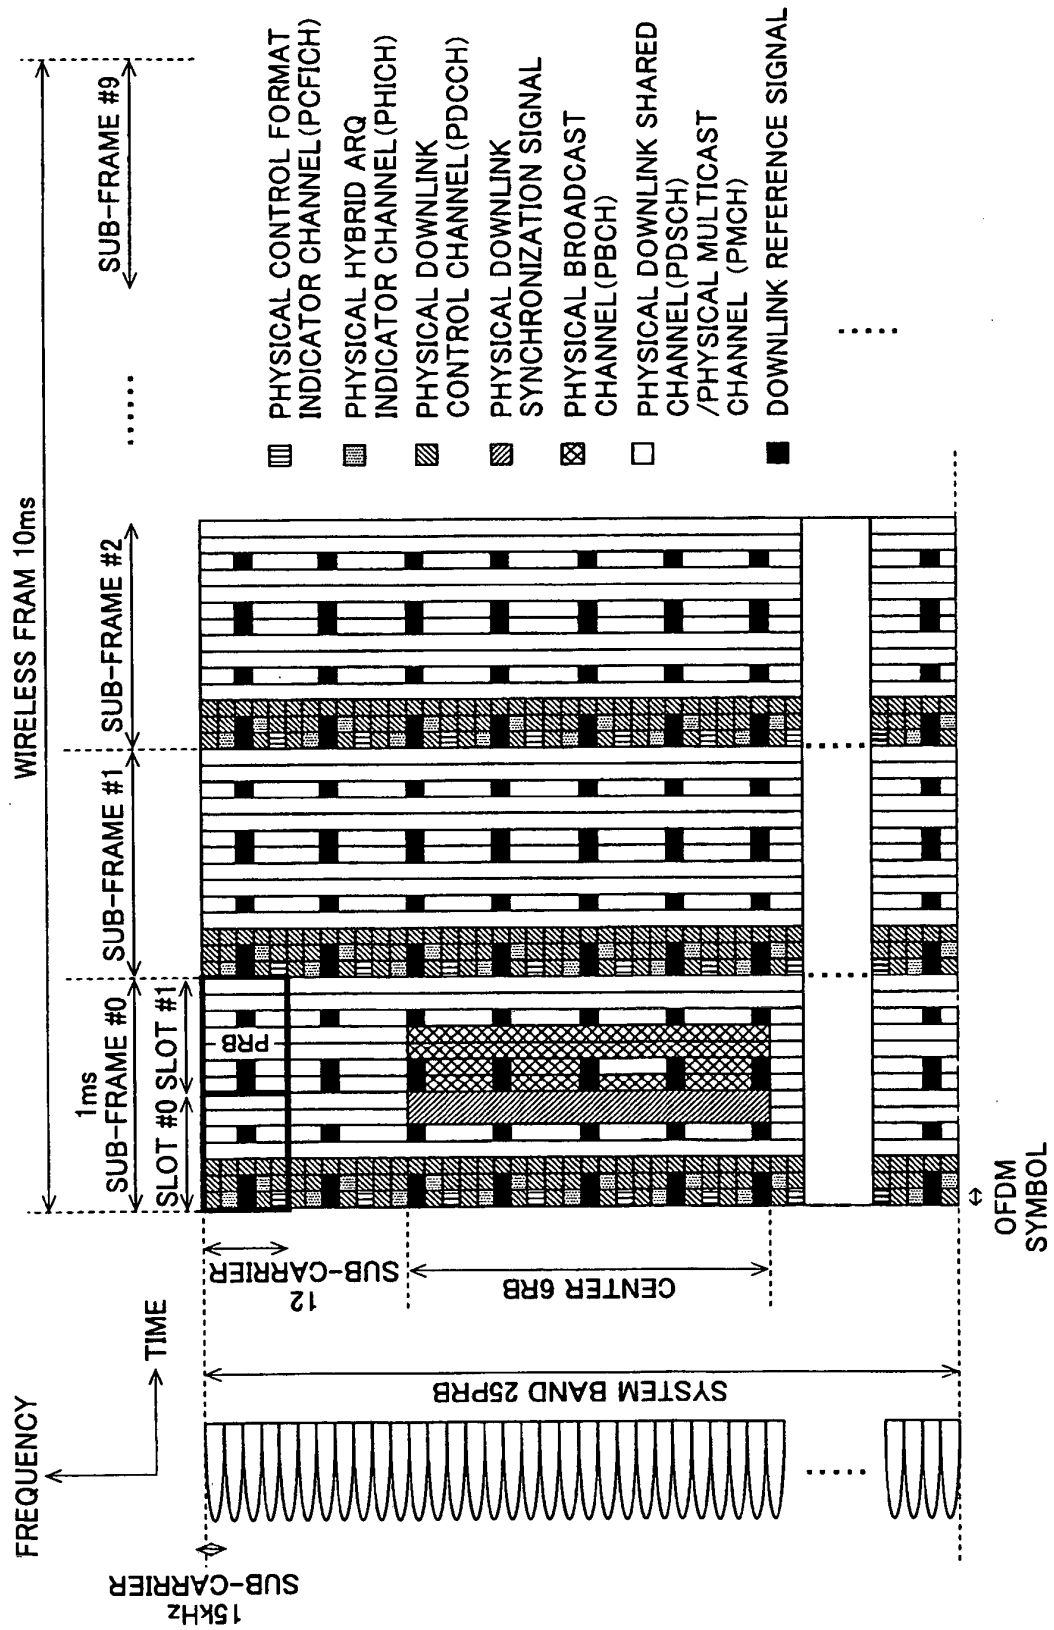 WIRELESS FRAM 10ms
1ms
SUB-FRAME #0
SUB-FRAME #1
SUB-FRAME #2
SUB-FRAME #9
SLOT #0
SLOT #1
PRB
FREQUENCY
TIME
15kHz
SUB-CARRIER
12
SUB-CARRIER
CENTER 6RB
SYSTEM BAND 25PRB
OFDM
SYMBOL
PHYSICAL CONTROL FORMAT
INDICATOR CHANNEL(PCFICH)
PHYSICAL HYBRID ARQ
INDICATOR CHANNEL(PHICH)
PHYSICAL DOWNLINK
CONTROL CHANNEL(PDCCH)
PHYSICAL DOWNLINK
SYNCHRONIZATION SIGNAL
PHYSICAL BROADCAST
CHANNEL(PBCH)
PHYSICAL DOWNLINK SHARED
CHANNEL(PDSCH)
/PHYSICAL MULTICAST
CHANNEL (PMCH)
DOWNLINK REFERENCE SIGNAL